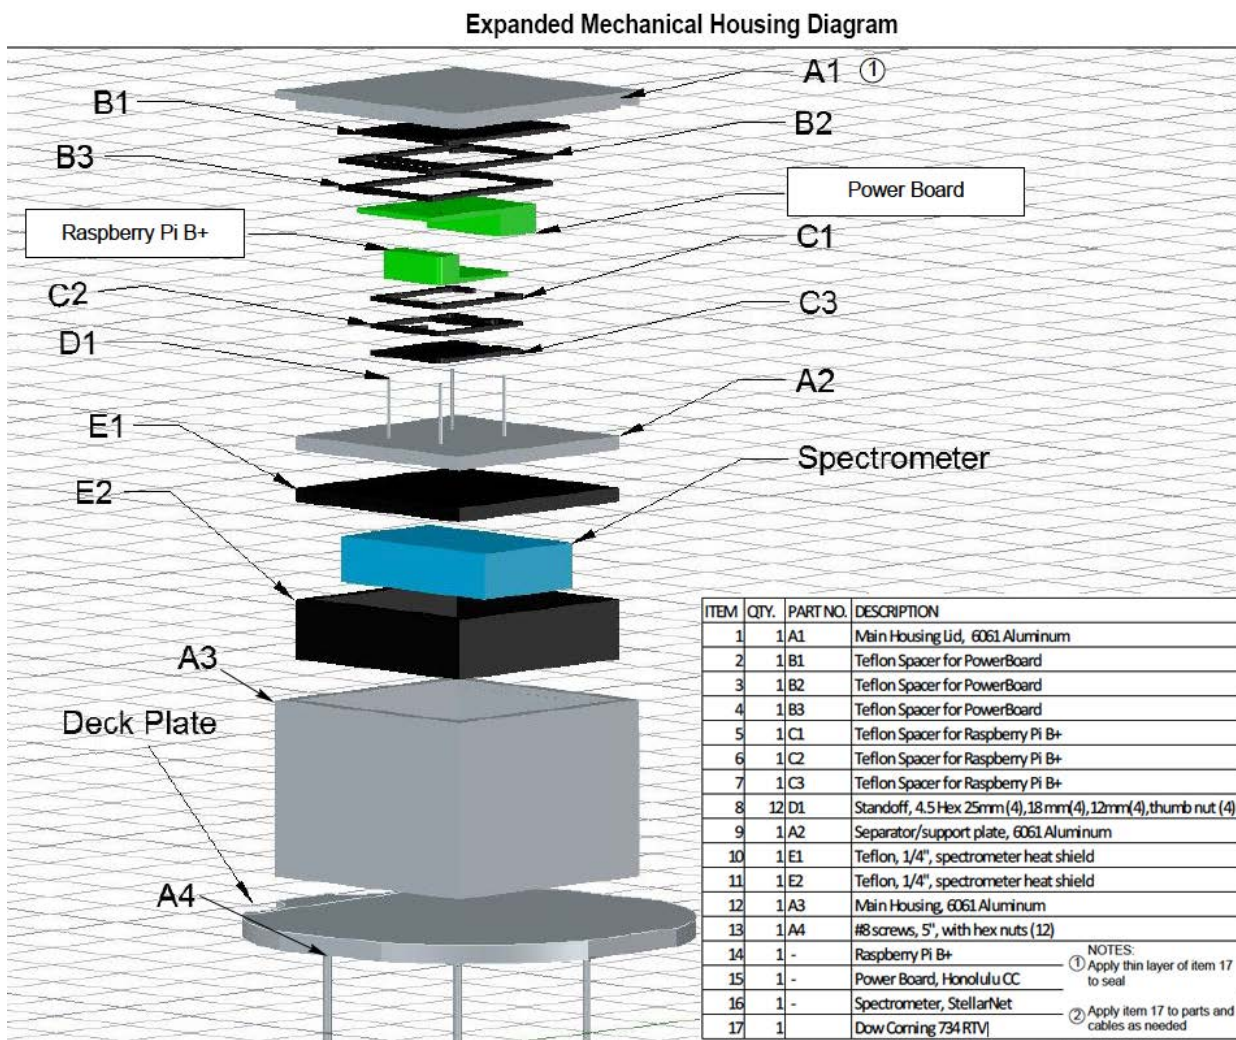 Expanded Mechanical Housing Diagram
A1 ①
B1
B2
B3
Power Board
Raspberry Pi B+
C1
C2
C3
D1
A2
E1
Spectrometer
E2
A3
Deck Plate
A4
ITEM QTY. PART NO. DESCRIPTION
1 1 A1 Main Housing Lid, 6061 Aluminum
2 1 B1 Teflon Spacer for PowerBoard
3 1 B2 Teflon Spacer for PowerBoard
4 1 B3 Teflon Spacer for PowerBoard
5 1 C1 Teflon Spacer for Raspberry Pi B+
6 1 C2 Teflon Spacer for Raspberry Pi B+
7 1 C3 Teflon Spacer for Raspberry Pi B+
8 12 D1 Standoff, 4.5 Hex 25mm (4), 18 mm(4), 12mm(4), thumb nut (4)
9 1 A2 Separator/support plate, 6061 Aluminum
10 1 E1 Teflon, 1/4", spectrometer heat shield
11 1 E2 Teflon, 1/4", spectrometer heat shield
12 1 A3 Main Housing, 6061 Aluminum
13 1 A4 #8 screws, 5", with hex nuts (12)
14 1 - Raspberry Pi B+
15 1 - Power Board, Honolulu CC
16 1 - Spectrometer, StellarNet
17 1 Dow Corning 734 RTV
NOTES:
① Apply thin layer of item 17
to seal
② Apply item 17 to parts and
cables as needed